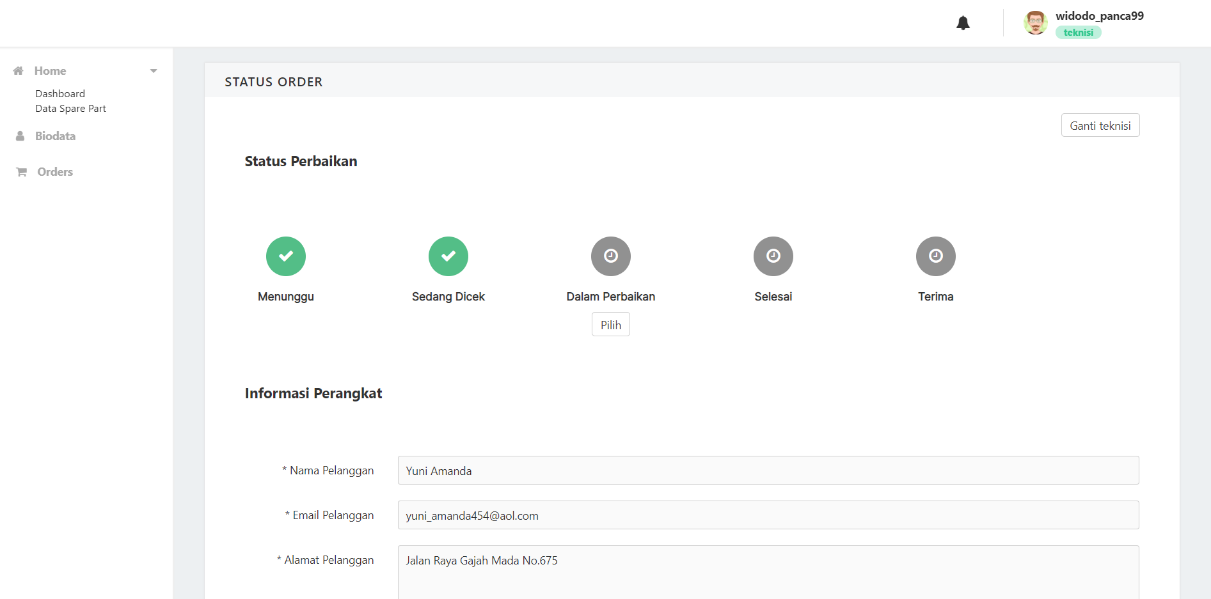 widodo_panca99
teknisi
Home
Dashboard
Data Spare Part
Biodata
Orders
STATUS ORDER
Ganti teknisi
Status Perbaikan
Menunggu
Sedang Dicek
Dalam Perbaikan
Selesai
Terima
Pilih
Informasi Perangkat
* Nama Pelanggan
Yuni Amanda
* Email Pelanggan
yuni_amanda454@aol.com
* Alamat Pelanggan
Jalan Raya Gajah Mada No.675